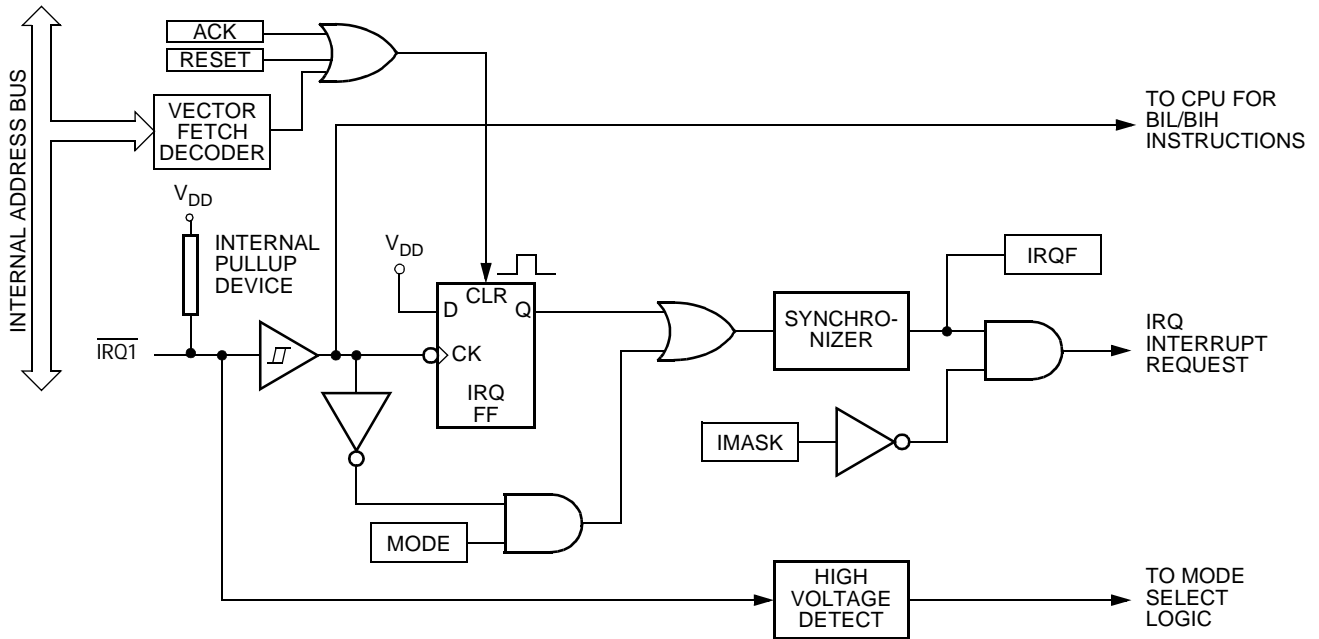 INTERNAL ADDRESS BUS
ACK
RESET
VECTOR
FETCH
DECODER
TO CPU FOR
BIL/BIH
INSTRUCTIONS
VDD
INTERNAL
PULLUP
DEVICE
VDD
CLR
D
Q
CK
IRQ
FF
IRQ1
SYNCHRO-
NIZER
IRQF
IRQ
INTERRUPT
REQUEST
IMASK
MODE
HIGH
VOLTAGE
DETECT
TO MODE
SELECT
LOGIC